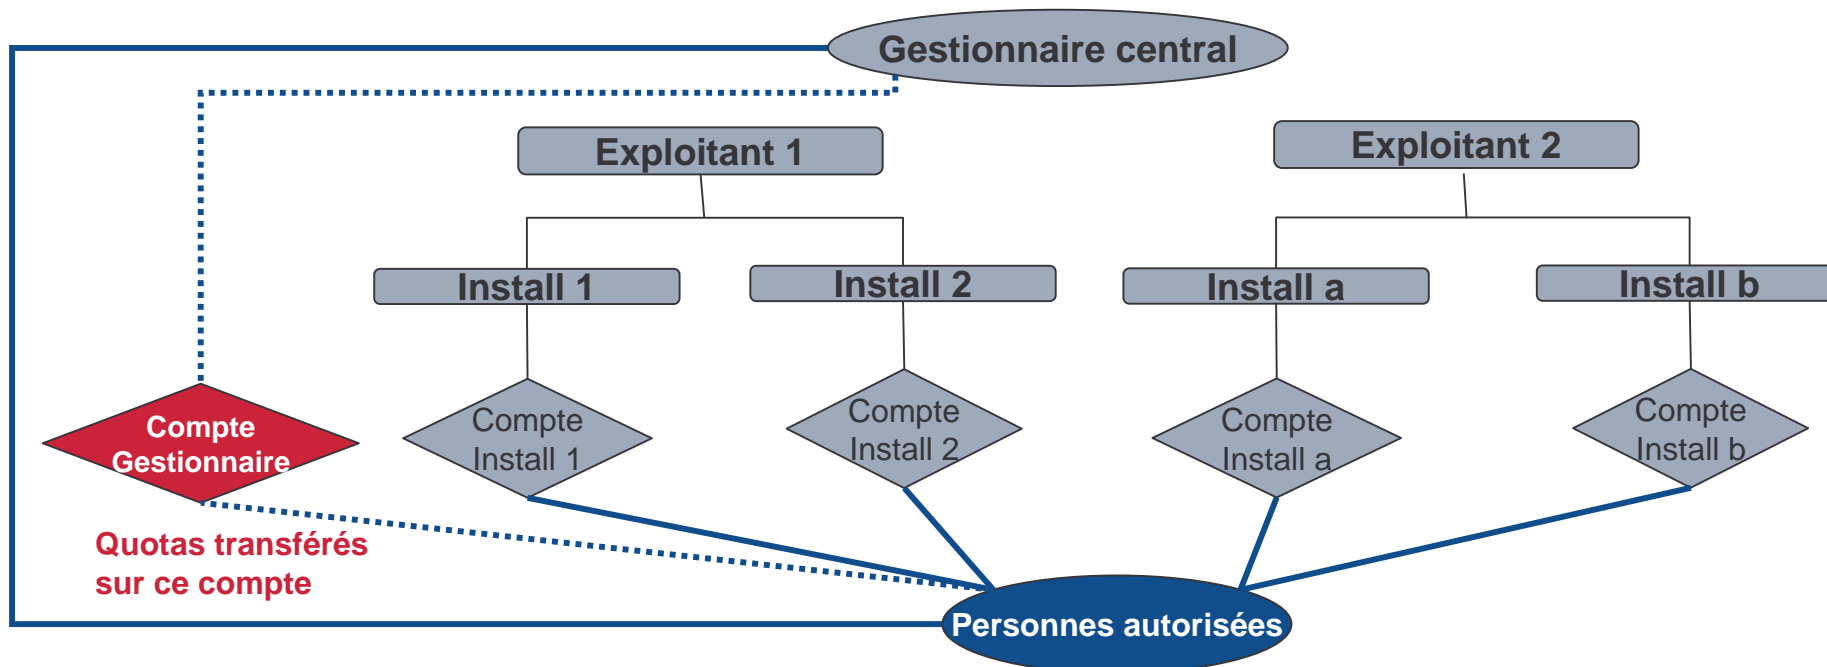 Gestionnaire central
Exploitant 1
Exploitant 2
Install 1
Install 2
Install a
Install b
Compte
Gestionnaire
Compte
Install 1
Compte
Install 2
Compte
Install a
Compte
Install b
Quotas transférés
sur ce compte
Personnes autorisées